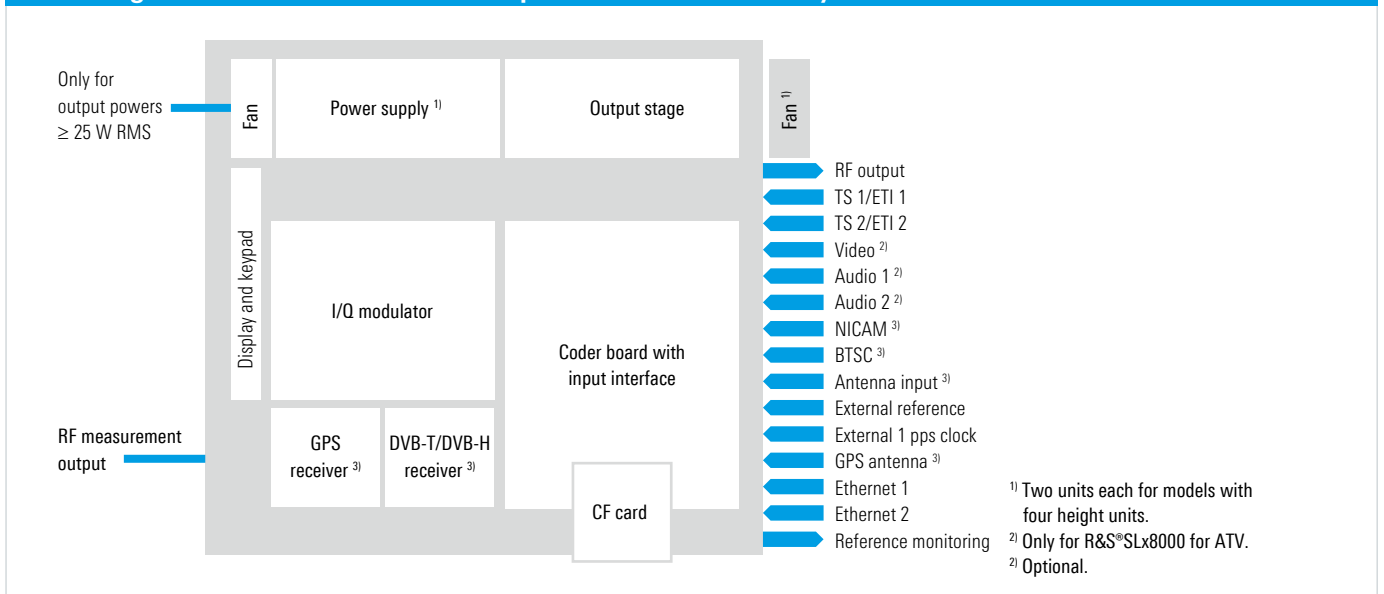 Only for
output powers
≥ 25 W RMS
Fan
Power supply 1)
Output stage
Fan 1)
Display and keypad
I/Q modulator
Coder board with
input interface
GPS
receiver 3)
DVB-T/DVB-H
receiver 3)
CF card
RF measurement
output
RF output
TS 1/ETI 1
TS 2/ETI 2
Video 2)
Audio 1 2)
Audio 2 2)
NICAM 3)
BTSC 3)
Antenna input 3)
External reference
External 1 pps clock
GPS antenna 3)
Ethernet 1
Ethernet 2
Reference monitoring
1) Two units each for models with
four height units.
2) Only for R&S®SLx8000 for ATV.
2) Optional.